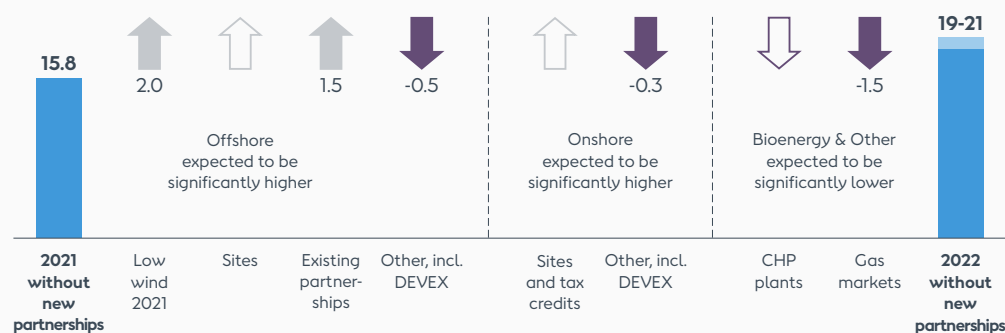 15.8
2.0
1.5
-0.5
-0.3
-1.5
19-21
Offshore
expected to be
significantly higher
Onshore
expected to be
significantly higher
Bioenergy & Other
expected to be
significantly lower
2021
without
new
partnerships
Low
wind
2021
Sites
Existing
partner-
ships
Other, incl.
DEVEX
Sites
and tax
credits
Other, incl.
DEVEX
CHP
plants
Gas
markets
2022
without
new
partnerships